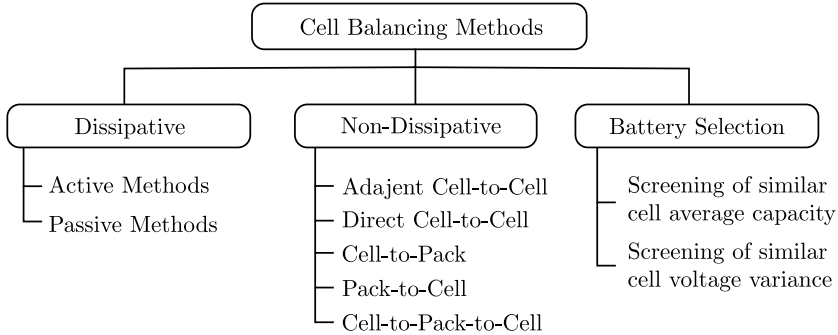 Cell Balancing Methods
Dissipative
Active Methods
Passive Methods
Non-Dissipative
Adajent Cell-to-Cell
Direct Cell-to-Cell
Cell-to-Pack
Pack-to-Cell
Cell-to-Pack-to-Cell
Battery Selection
Screening of similar
cell average capacity
Screening of similar
cell voltage variance